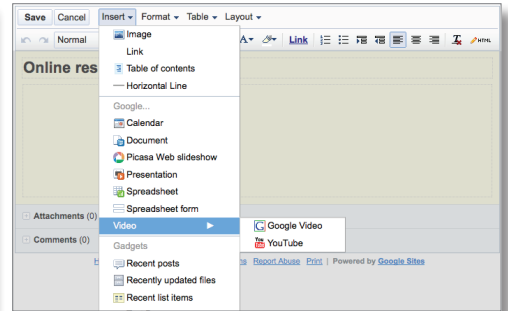 Save Cancel Insert Format Table Layout
Normal A Link HTML
Image
Link
Online res
Table of contents
Horizontal Line
Google...
Calendar
Document
Picasa Web slideshow
Presentation
Spreadsheet
Attachments (0)
Spreadsheet form
Video
Google Video
Comments (0)
Gadgets
YouTube
Recent posts
Report Abuse Print | Powered by Google Sites
Recently updated files
Recent list items